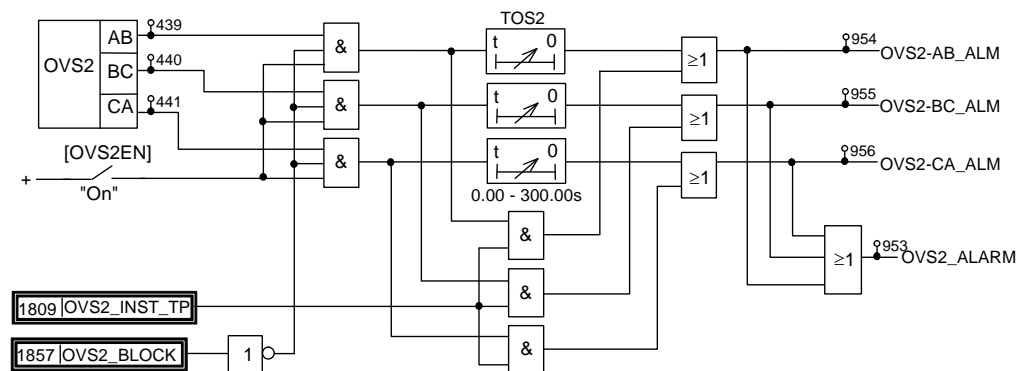 TOS2
OVS2
AB
439
BC
440
CA
441
&
&
&
t 0
t 0
t 0
0.00 - 300.00s
≥1
≥1
≥1
954
OVS2-AB_ALM
955
OVS2-BC_ALM
956
OVS2-CA_ALM
[OVS2EN]
+
"On"
&
&
&
≥1
953
OVS2_ALARM
1809 OVS2_INST_TP
1857 OVS2_BLOCK
1